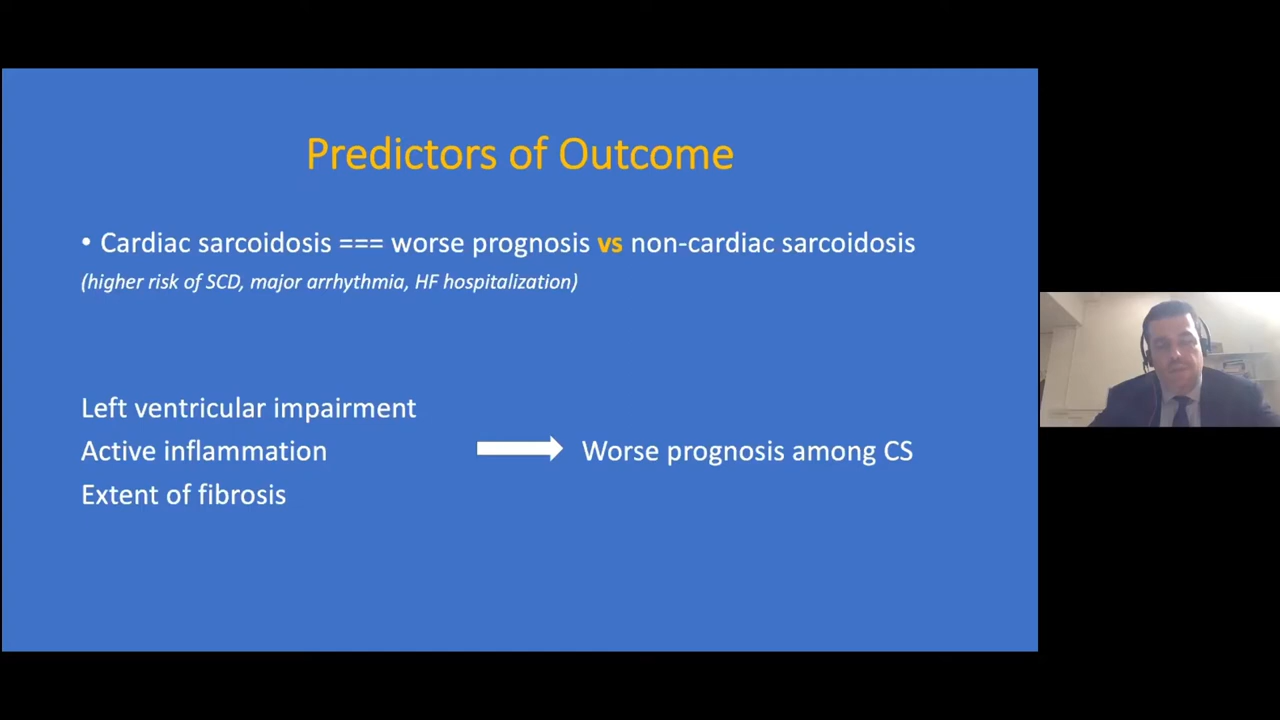 Predictors of Outcome
• Cardiac sarcoidosis === worse prognosis vs non-cardiac sarcoidosis
(higher risk of SCD, major arrhythmia, HF hospitalization)
Left ventricular impairment
Active inflammation
Extent of fibrosis
Worse prognosis among CS